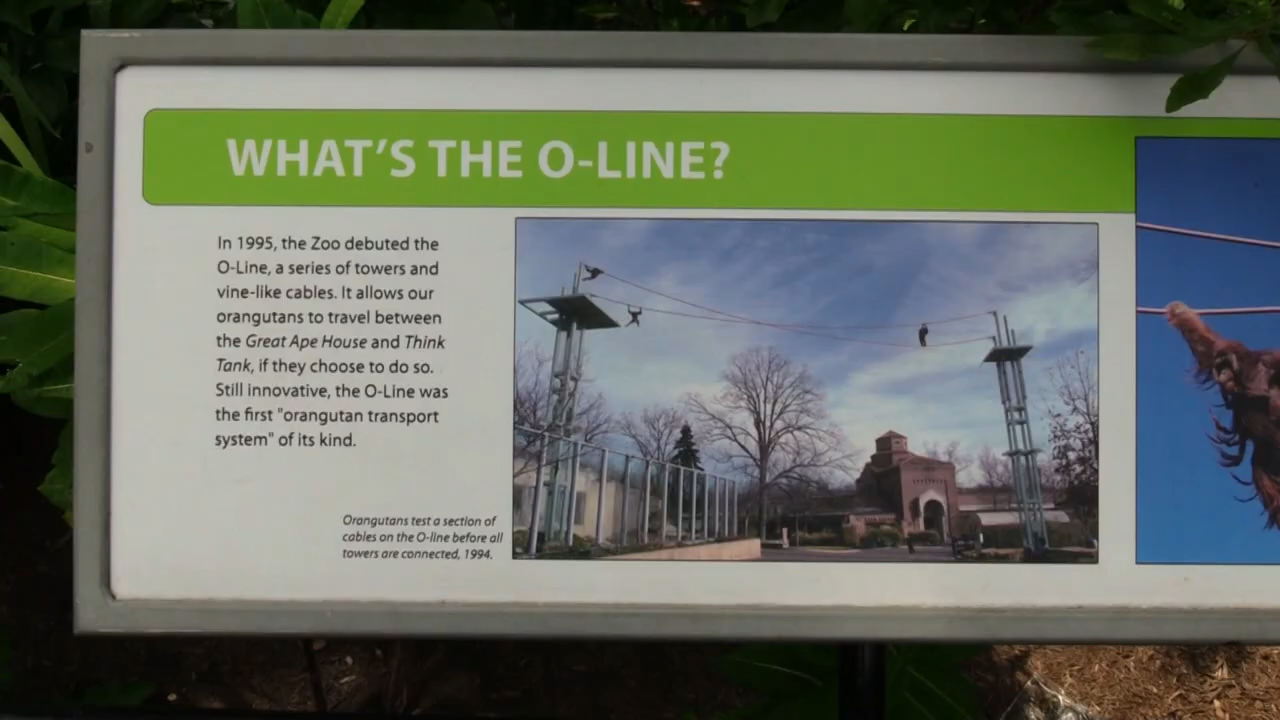 WHAT'S THE O-LINE?
In 1995, the Zoo debuted the
O-Line, a series of towers and
vine-like cables. It allows our
orangutans to travel between
the Great Ape House and Think
Tank, if they choose to do so.
Still innovative, the O-Line was
the first "orangutan transport
system" of its kind.
Orangutans test a section of
cables on the O-line before all
towers are connected, 1994.